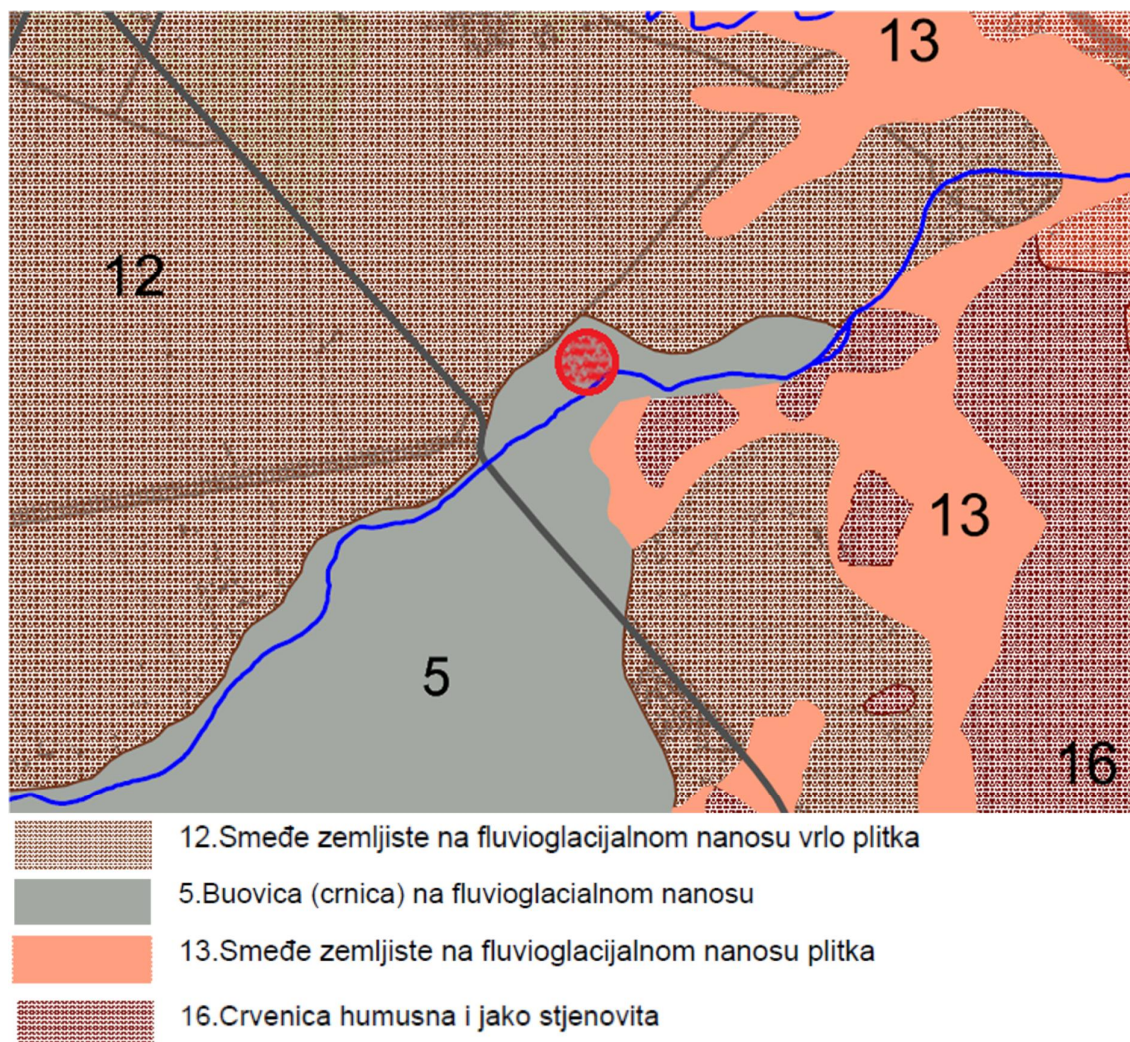 13
12
13
5
16
12.Smeđe zemljiste na fluvioglacijalnom nanosu vrlo plitka
5.Buovica (crnica) na fluvioglacialnom nanosu
13.Smeđe zemljiste na fluvioglacijalnom nanosu plitka
16.Crvenica humusna i jako stjenovita